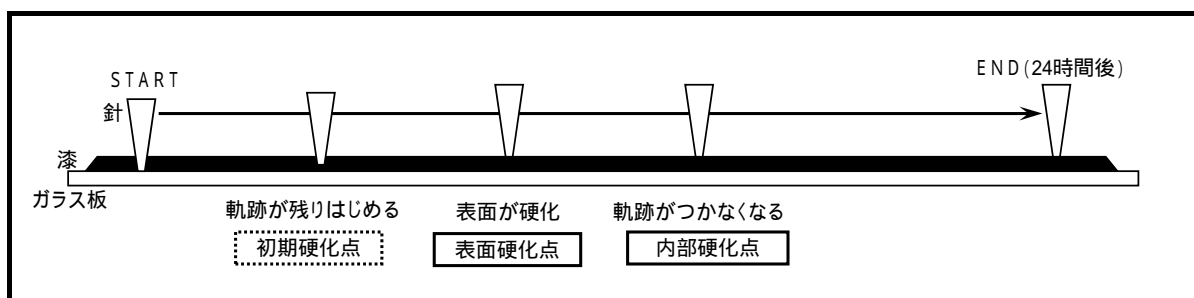 START
END(24時間後)
針
漆
ガラス板
軌跡が残りはじめる
表面が硬化
軌跡がつかなくなる
初期硬化点
表面硬化点
内部硬化点